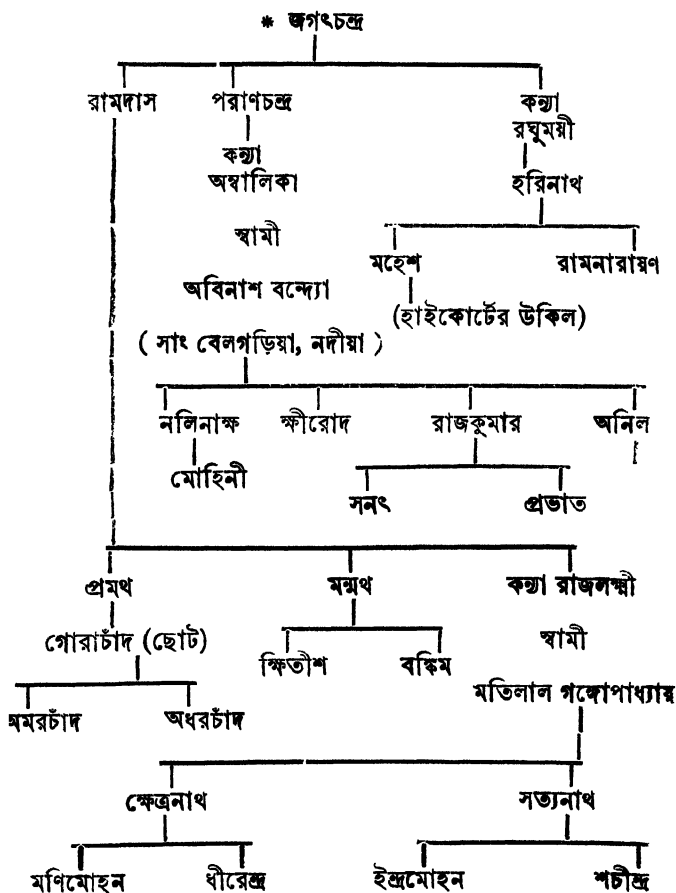 * জগৎচন্দ্র
রামদাস পরাণচন্দ্র কন্যা
রঘুময়ী
কন্যা
অম্বালিকা হরিনাথ
স্বামী
মহেশ রামনারায়ণ
অবিনাশ বন্দ্যো
(হাইকোর্টের উকিল)
( সাং বেলগড়িয়া, নদীয়া )
নলিনাক্ষ ক্ষীরোদ রাজকুমার অনিল
মোহিনী
সনৎ প্রভাত
প্রমথ মন্মথ কন্যা রাজলক্ষ্মী
গোরাচাঁদ (ছোট) স্বামী
ক্ষিতীশ বঙ্কিম
মতিলাল গঙ্গোপাধ্যায়
অমরচাঁদ অধরচাঁদ
ক্ষেত্রনাথ সত্যনাথ
মণিমোহন ধীরেন্দ্র ইন্দ্রমোহন শচীন্দ্র